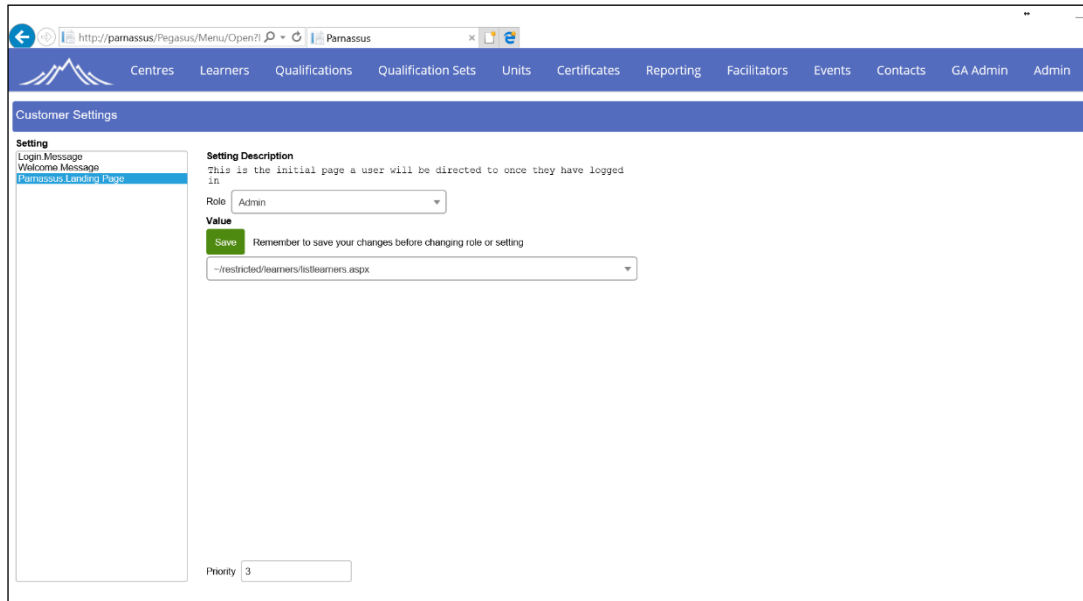 http://parnassus/Pegasus/Menu/Open?l
Parnassus
Centres Learners Qualifications Qualification Sets Units Certificates Reporting Facilitators Events Contacts GA Admin Admin
Customer Settings
Setting
Login.Message
Welcome Message
Parnassus.Landing Page
Setting Description
This is the initial page a user will be directed to once they have logged
in
Role Admin
Value
Save Remember to save your changes before changing role or setting
~/restricted/learners/listlearners.aspx
Priority 3